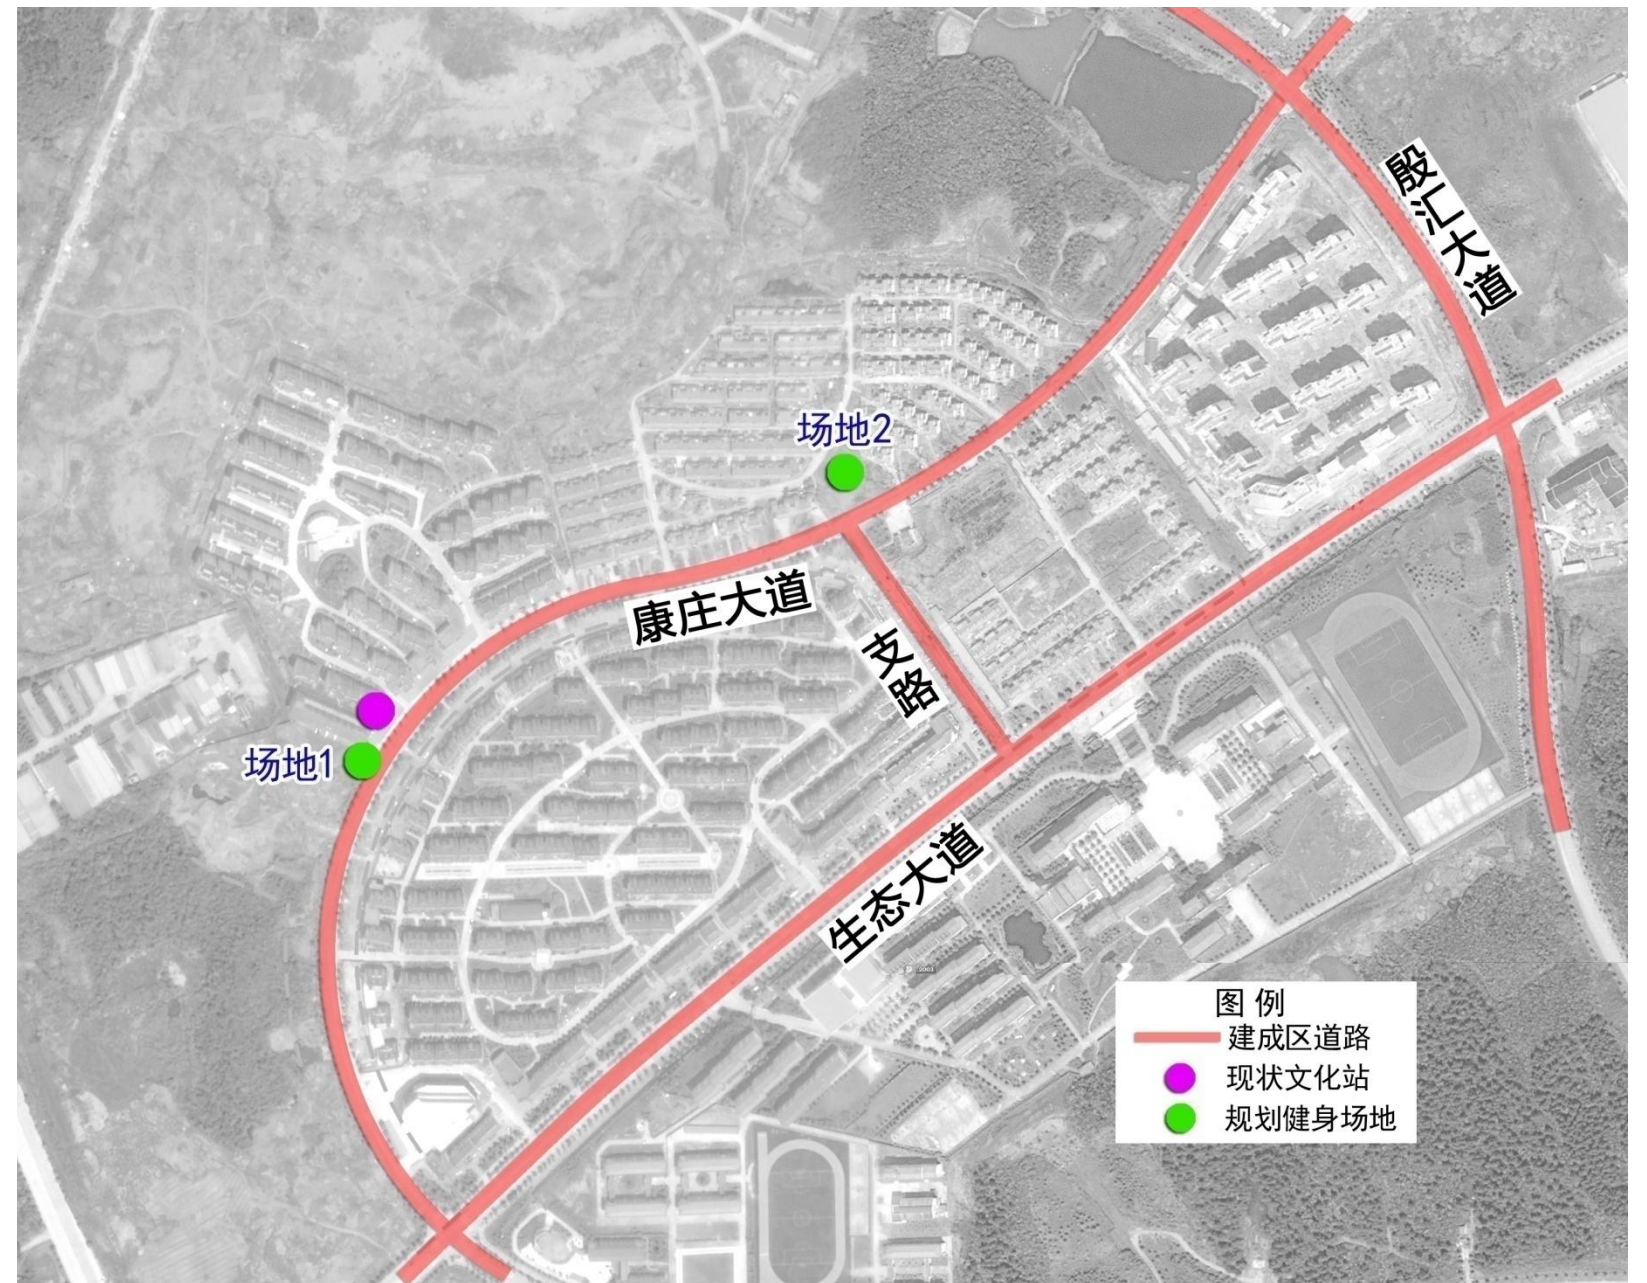 殷汇大道
场地2
康庄大道
支路
场地1
生态大道
图 例
建成区道路
现状文化站
规划健身场地